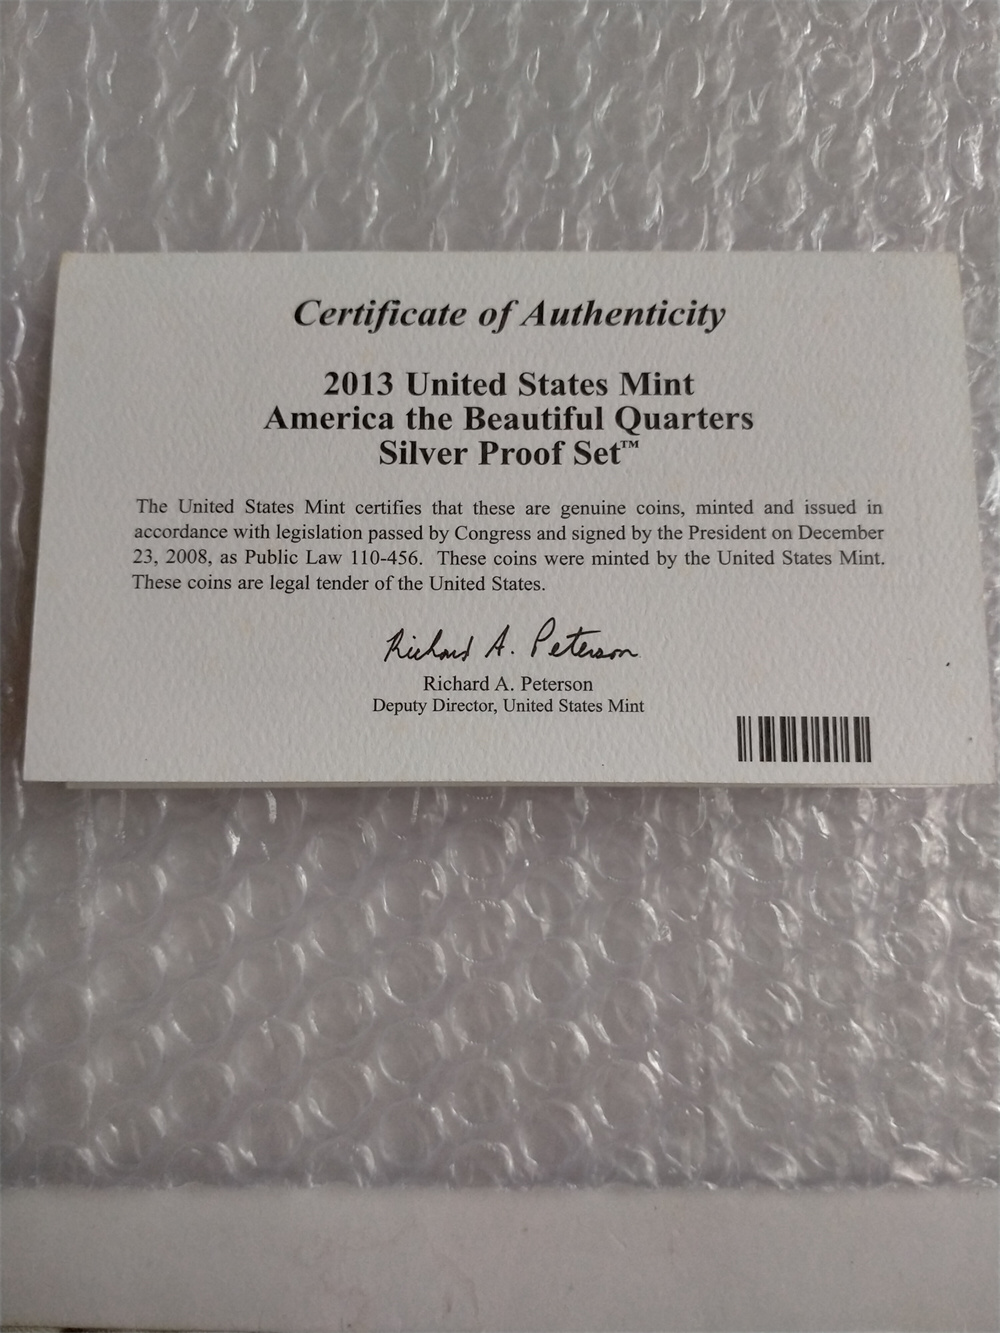 Certificate of Authenticity
2013 United States Mint
America the Beautiful Quarters
Silver Proof Set™
The United States Mint certifies that these are genuine coins, minted and issued in
accordance with legislation passed by Congress and signed by the President on December
23, 2008, as Public Law 110-456. These coins were minted by the United States Mint.
These coins are legal tender of the United States.
Richard A. Peterson
Richard A. Peterson
Deputy Director, United States Mint